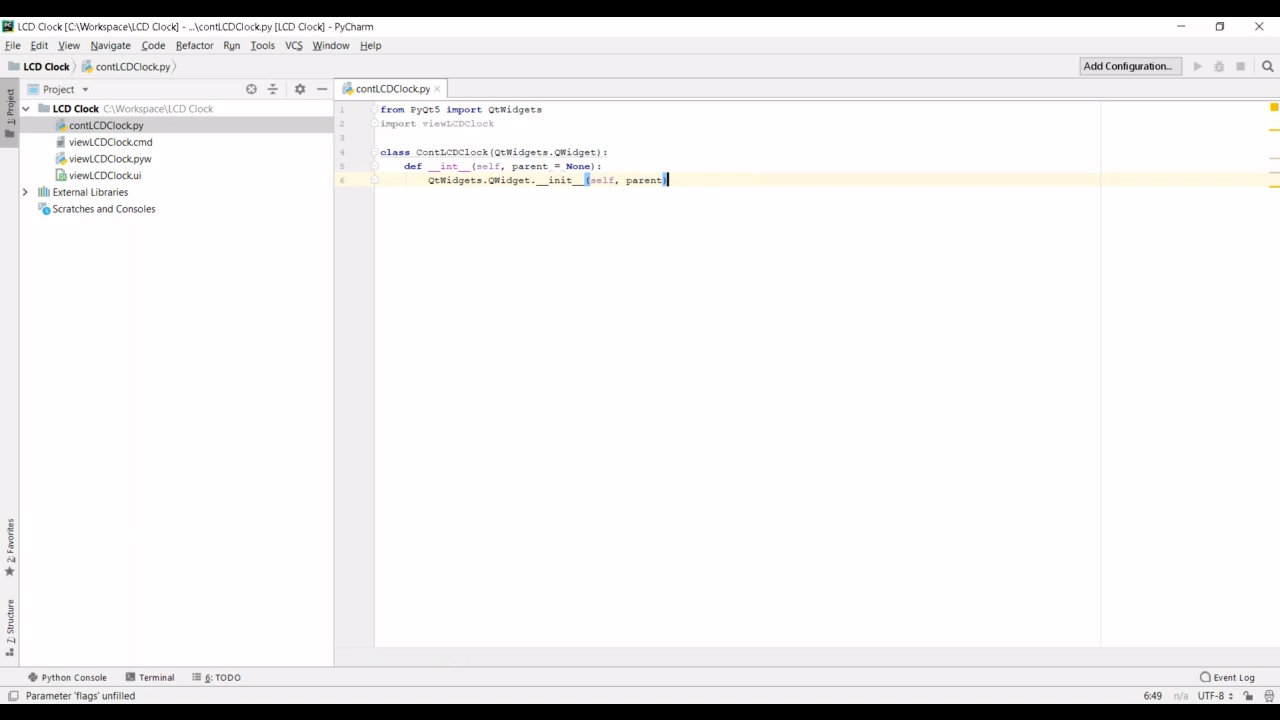 LCD Clock [C:\Workspace\LCD Clock] - ...\contLCDClock.py [LCD Clock] - PyCharm
File Edit View Navigate Code Refactor Run Tools VCS Window Help
LCD Clock contLCDClock.py Add Configuration...
1: Project
Project
contLCDClock.py
LCD Clock C:\Workspace\LCD Clock
contLCDClock.py
viewLCDClock.cmd
viewLCDClock.pyw
viewLCDClock.ui
External Libraries
Scratches and Consoles
1 from PyQt5 import QtWidgets
2 import viewLCDClock
3
4 class ContLCDClock(QtWidgets.QWidget):
5 def __int__(self, parent = None):
6 QtWidgets.QWidget.__init__(self, parent)
2: Favorites
7: Structure
Python Console Terminal 6: TODO Event Log
Parameter 'flags' unfilled 6:49 n/a UTF-8